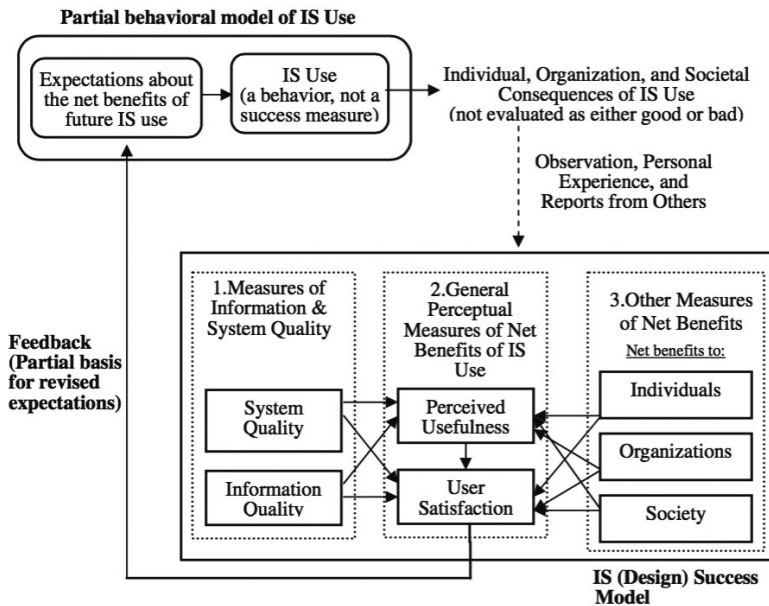 Partial behavioral model of IS Use
Expectations about
the net benefits of
future IS use
IS Use
(a behavior, not a
success measure)
Individual, Organization, and Societal
Consequences of IS Use
(not evaluated as either good or bad)
Observation, Personal
Experience, and
Reports from Others
Feedback
(Partial basis
for revised
expectations)
1.Measures of
Information &
System Quality
System
Quality
Information
Quality
2.General
Perceptual
Measures of Net
Benefits of IS
Use
Perceived
Usefulness
User
Satisfaction
3.Other Measures
of Net Benefits
Net benefits to:
Individuals
Organizations
Society
IS (Design) Success
Model